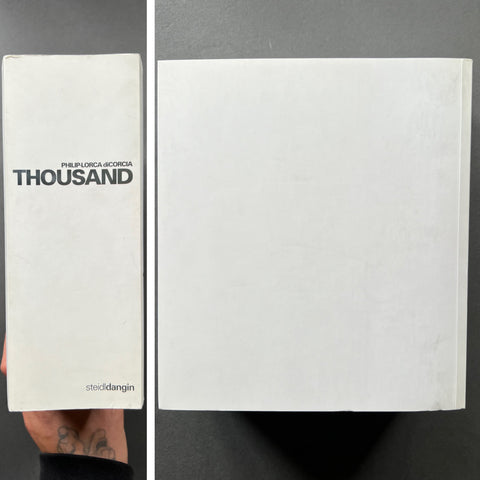 PHILIP-LORCA diCORCIA
THOUSAND
steidldangin